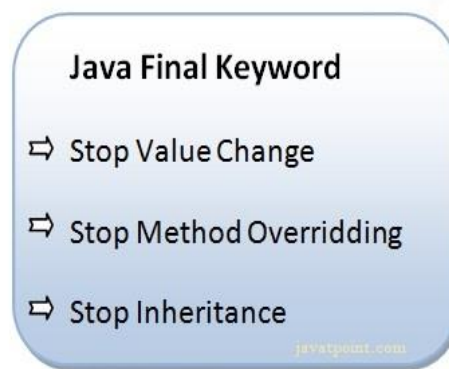 Java Final Keyword
Stop Value Change
Stop Method Overridding
Stop Inheritance
javatpoint.com